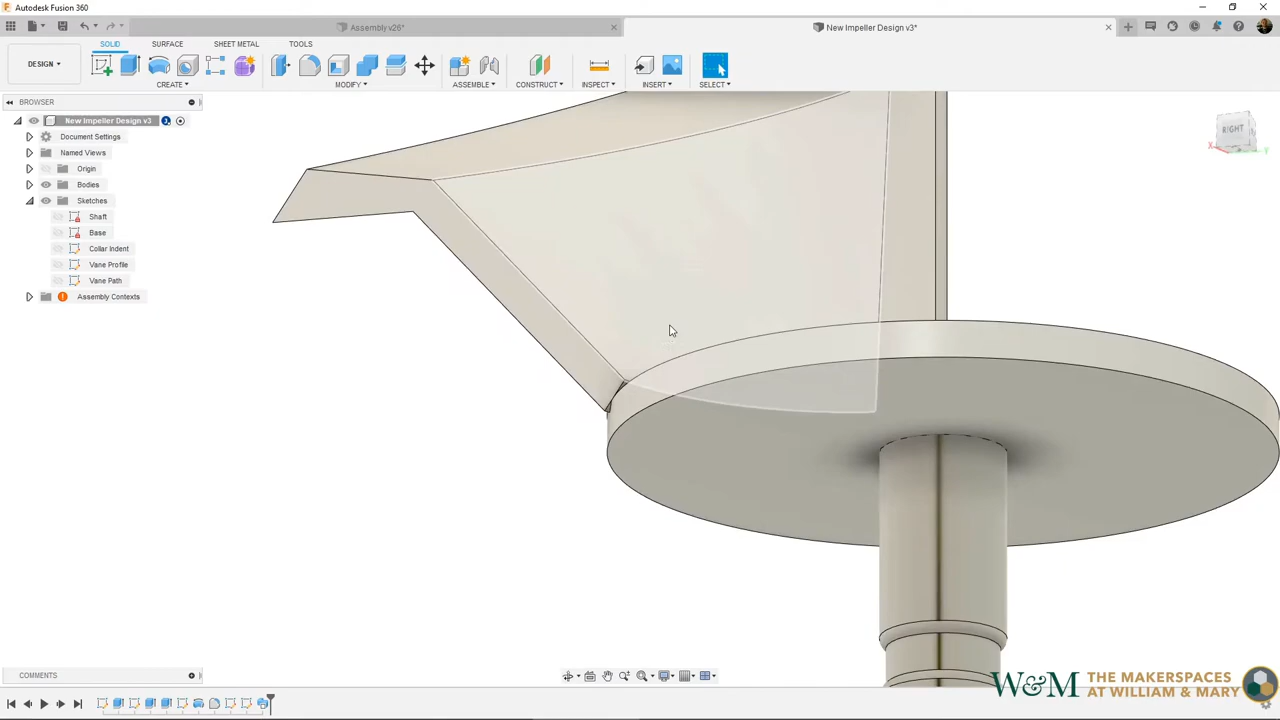 Autodesk Fusion 360
Assembly v26*
New Impeller Design v3*
DESIGN
SOLID SURFACE SHEET METAL TOOLS
CREATE MODIFY ASSEMBLE CONSTRUCT INSPECT INSERT SELECT
BROWSER
New Impeller Design v3
Document Settings
Named Views
Origin
Bodies
Sketches
Shaft
Base
Collar Indent
Vane Profile
Vane Path
Assembly Contexts
RIGHT
X
Y
COMMENTS
W&M THE MAKERSPACES
AT WILLIAM & MARY